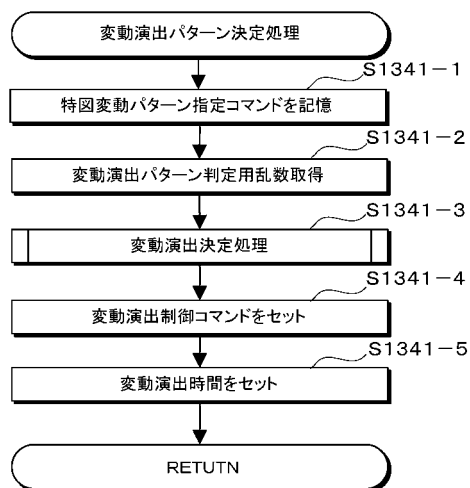 変動演出パターン決定処理
S1341-1
特図変動パターン指定コマンドを記憶
S1341-2
変動演出パターン判定用乱数取得
S1341-3
変動演出決定処理
S1341-4
変動演出制御コマンドをセット
S1341-5
変動演出時間をセット
RETUTN